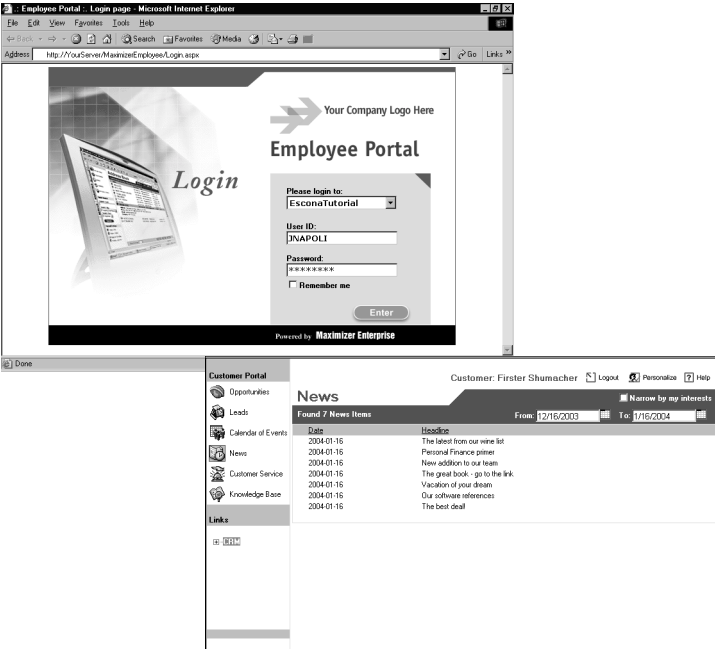 .: Employee Portal :. Login page - Microsoft Internet Explorer
File Edit View Favorites Tools Help
Back Search Favorites Media
Address http://YourServer/MaximizerEmployee/Login.aspx Go Links »
Your Company Logo Here
Employee Portal
Login
Please login to:
EsconaTutorial
User ID:
JNAPOLI
Password:
********
Remember me
Enter
Powered by Maximizer Enterprise
Done
Customer Portal
Customer: Firster Shumacher Logout Personalize ? Help
Opportunities
News
Narrow by my interests
Leads
Found 7 News Items From: 12/16/2003 To: 1/16/2004
Calendar of Events
Date Headline
2004-01-16 The latest from our wine list
News
2004-01-16 Personal Finance primer
2004-01-16 New addition to our team
Customer Service
2004-01-16 The great book - go to the link
2004-01-16 Vacation of your dream
Knowledge Base
2004-01-16 Our software references
2004-01-16 The best deal!
Links
CRM